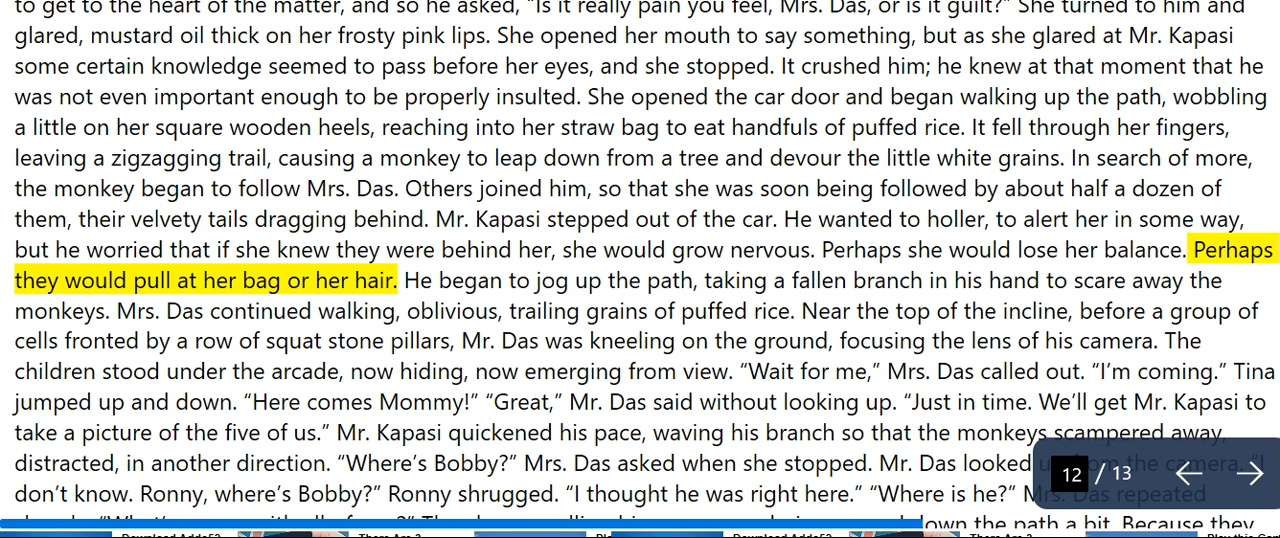 to get to the heart of the matter, and so he asked, “Is it really pain you feel, Mrs. Das, or is it guilt?” She turned to him and
glared, mustard oil thick on her frosty pink lips. She opened her mouth to say something, but as she glared at Mr. Kapasi
some certain knowledge seemed to pass before her eyes, and she stopped. It crushed him; he knew at that moment that he
was not even important enough to be properly insulted. She opened the car door and began walking up the path, wobbling
a little on her square wooden heels, reaching into her straw bag to eat handfuls of puffed rice. It fell through her fingers,
leaving a zigzagging trail, causing a monkey to leap down from a tree and devour the little white grains. In search of more,
the monkey began to follow Mrs. Das. Others joined him, so that she was soon being followed by about half a dozen of
them, their velvety tails dragging behind. Mr. Kapasi stepped out of the car. He wanted to holler, to alert her in some way,
but he worried that if she knew they were behind her, she would grow nervous. Perhaps she would lose her balance. Perhaps
they would pull at her bag or her hair. He began to jog up the path, taking a fallen branch in his hand to scare away the
monkeys. Mrs. Das continued walking, oblivious, trailing grains of puffed rice. Near the top of the incline, before a group of
cells fronted by a row of squat stone pillars, Mr. Das was kneeling on the ground, focusing the lens of his camera. The
children stood under the arcade, now hiding, now emerging from view. “Wait for me,” Mrs. Das called out. “I’m coming.” Tina
jumped up and down. “Here comes Mommy!” “Great,” Mr. Das said without looking up. “Just in time. We’ll get Mr. Kapasi to
take a picture of the five of us.” Mr. Kapasi quickened his pace, waving his branch so that the monkeys scampered away,
distracted, in another direction. “Where’s Bobby?” Mrs. Das asked when she stopped. Mr. Das looked up from the camera. “I
don’t know. Ronny, where’s Bobby?” Ronny shrugged. “I thought he was right here.” “Where is he?” Mrs. Das repeated
down the path a bit. Because they
12 / 13